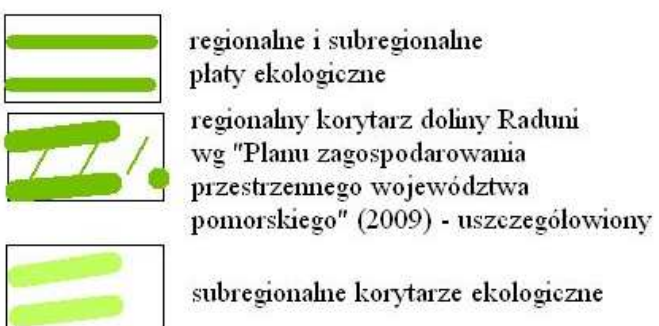 regionalne i subregionalne
płaty ekologiczne
regionalny korytarz doliny Raduni
wg "Planu zagospodarowania
przestrzennego województwa
pomorskiego" (2009) - uszczegółowiony
subregionalne korytarze ekologiczne